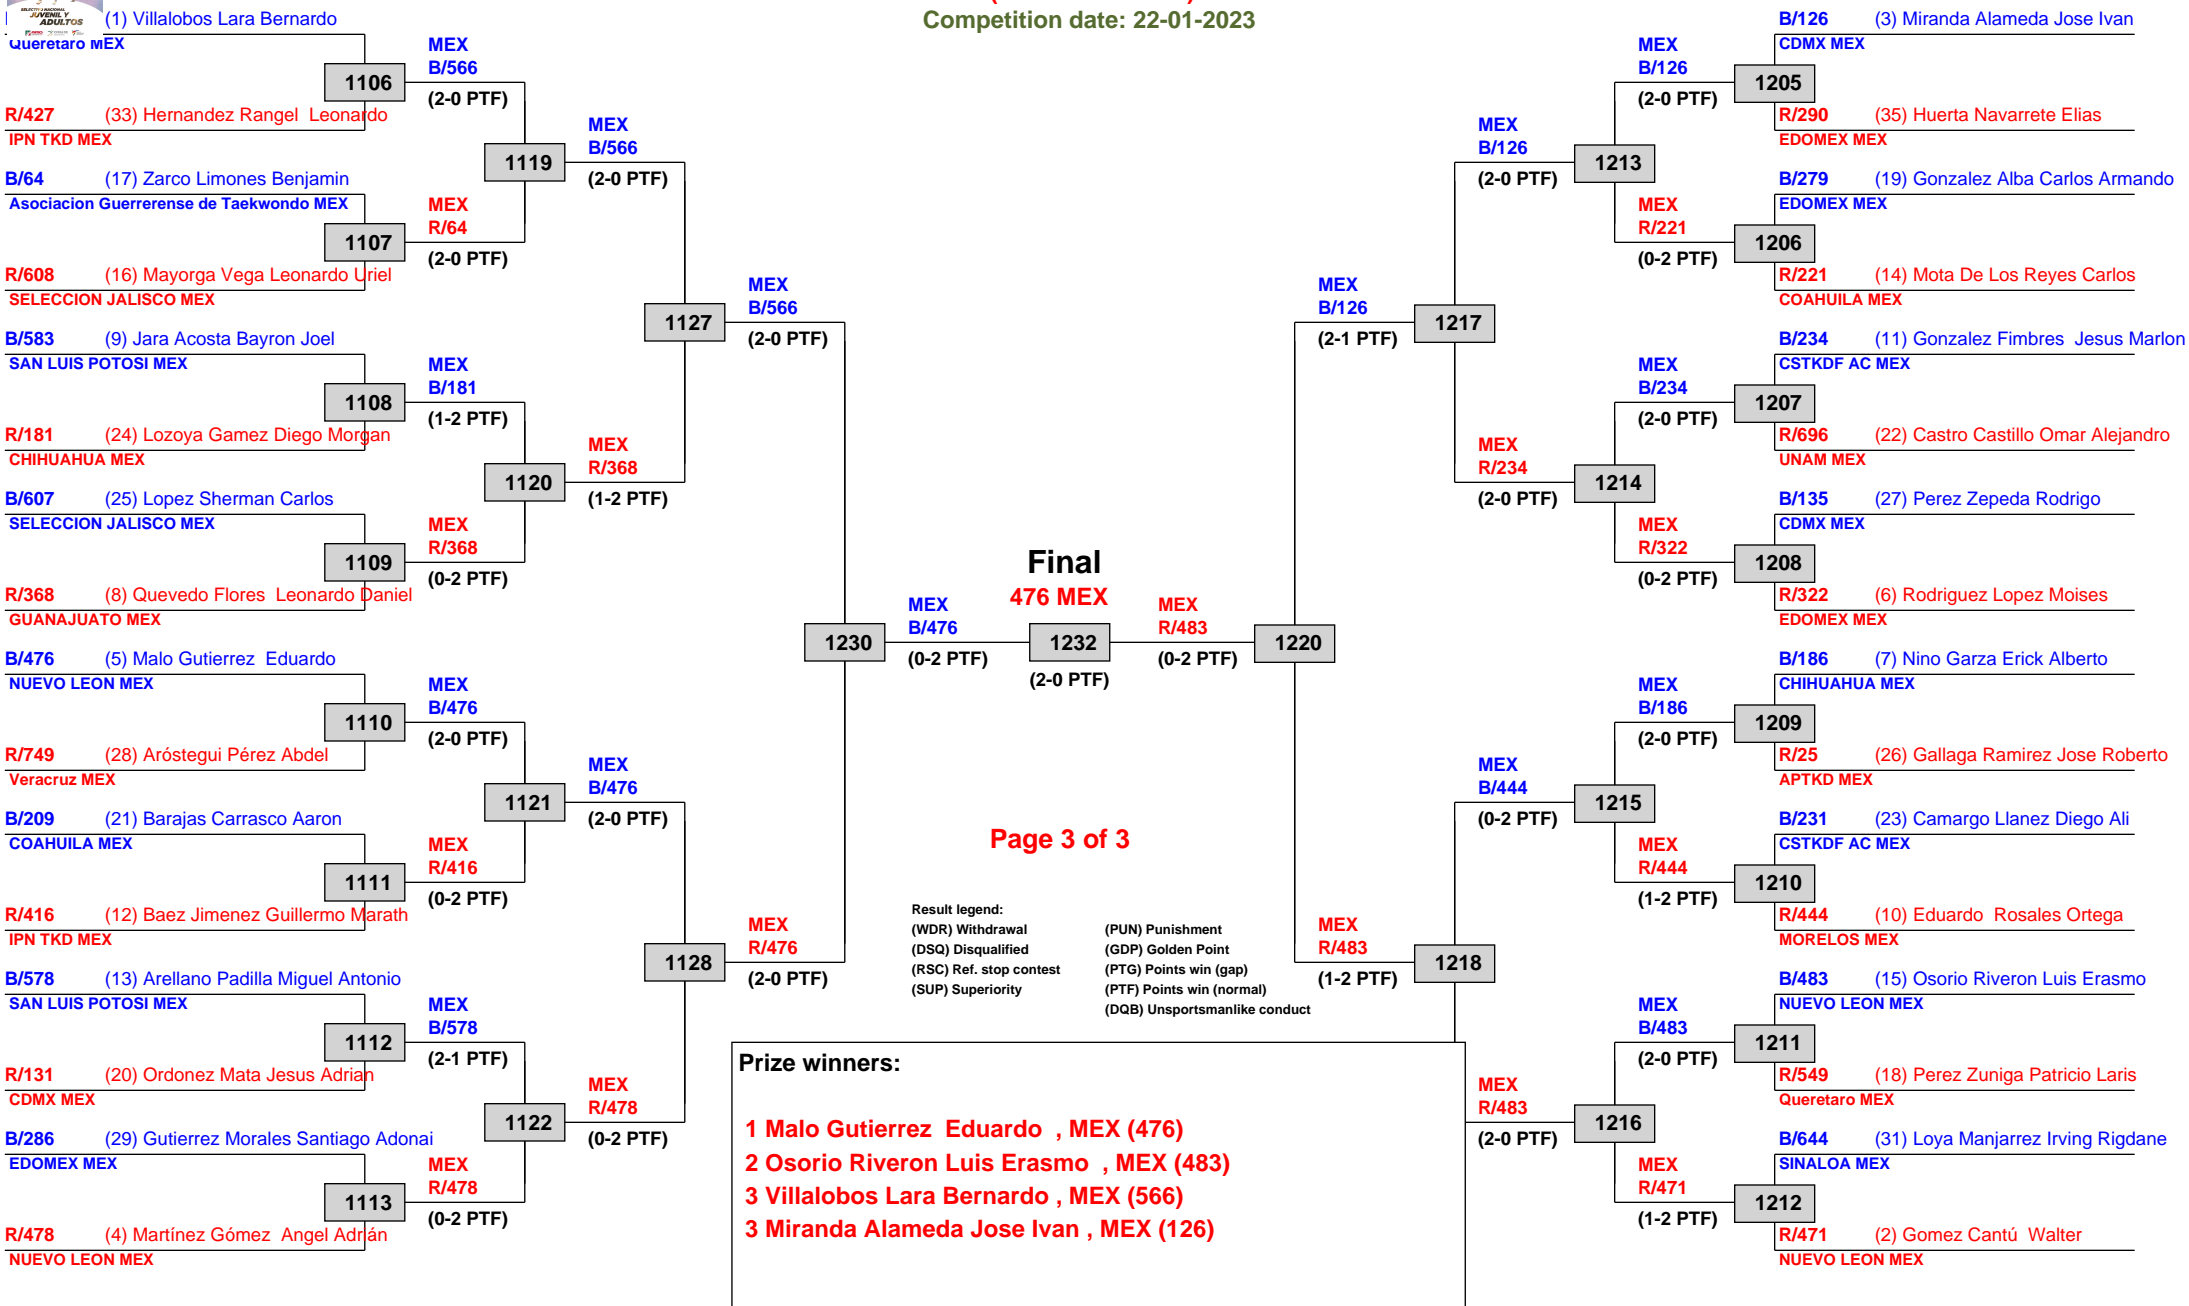 SELECTIVO NACIONAL
JUVENIL Y
ADULTOS
(1) Villalobos Lara Bernardo
Queretaro MEX
R/427 (33) Hernandez Rangel Leonardo
IPN TKD MEX
B/64 (17) Zarco Limones Benjamin
Asociacion Guerrerense de Taekwondo MEX
R/608 (16) Mayorga Vega Leonardo Uriel
SELECCION JALISCO MEX
B/583 (9) Jara Acosta Bayron Joel
SAN LUIS POTOSI MEX
R/181 (24) Lozoya Gamez Diego Morgan
CHIHUAHUA MEX
B/607 (25) Lopez Sherman Carlos
SELECCION JALISCO MEX
R/368 (8) Quevedo Flores Leonardo Daniel
GUANAJUATO MEX
B/476 (5) Malo Gutierrez Eduardo
NUEVO LEON MEX
R/749 (28) Aróstegui Pérez Abdel
Veracruz MEX
B/209 (21) Barajas Carrasco Aaron
COAHUILA MEX
R/416 (12) Baez Jimenez Guillermo Marath
IPN TKD MEX
B/578 (13) Arellano Padilla Miguel Antonio
SAN LUIS POTOSI MEX
R/131 (20) Ordonez Mata Jesus Adrian
CDMX MEX
B/286 (29) Gutierrez Morales Santiago Adonai
EDOMEX MEX
R/478 (4) Martínez Gómez Angel Adrián
NUEVO LEON MEX
1106
MEX
B/566
(2-0 PTF)
1107
MEX
R/64
(2-0 PTF)
1108
MEX
B/181
(1-2 PTF)
1109
MEX
R/368
(0-2 PTF)
1110
MEX
B/476
(2-0 PTF)
1111
MEX
R/416
(0-2 PTF)
1112
MEX
B/578
(2-1 PTF)
1113
MEX
R/478
(0-2 PTF)
1119
MEX
B/566
(2-0 PTF)
1120
MEX
R/368
(1-2 PTF)
1121
MEX
B/476
(2-0 PTF)
1122
MEX
R/478
(0-2 PTF)
1127
MEX
B/566
(2-0 PTF)
1128
MEX
R/476
(2-0 PTF)
1230
MEX
B/476
(0-2 PTF)
Competition date: 22-01-2023
Final
476 MEX
1232
(2-0 PTF)
MEX
R/483
(0-2 PTF)
1220
Page 3 of 3
Result legend:
(WDR) Withdrawal (PUN) Punishment
(DSQ) Disqualified (GDP) Golden Point
(RSC) Ref. stop contest (PTG) Points win (gap)
(SUP) Superiority (PTF) Points win (normal)
(DQB) Unsportsmanlike conduct
Prize winners:
1 Malo Gutierrez Eduardo , MEX (476)
2 Osorio Riveron Luis Erasmo , MEX (483)
3 Villalobos Lara Bernardo , MEX (566)
3 Miranda Alameda Jose Ivan , MEX (126)
MEX
B/126
(2-1 PTF)
1217
MEX
R/483
(1-2 PTF)
1218
MEX
B/126
(2-0 PTF)
1213
MEX
R/234
(2-0 PTF)
1214
MEX
B/444
(0-2 PTF)
1215
MEX
R/483
(2-0 PTF)
1216
MEX
B/126
(2-0 PTF)
1205
MEX
R/221
(0-2 PTF)
1206
MEX
B/234
(2-0 PTF)
1207
MEX
R/322
(0-2 PTF)
1208
MEX
B/186
(2-0 PTF)
1209
MEX
R/444
(1-2 PTF)
1210
MEX
B/483
(2-0 PTF)
1211
MEX
R/471
(1-2 PTF)
1212
B/126 (3) Miranda Alameda Jose Ivan
CDMX MEX
R/290 (35) Huerta Navarrete Elias
EDOMEX MEX
B/279 (19) Gonzalez Alba Carlos Armando
EDOMEX MEX
R/221 (14) Mota De Los Reyes Carlos
COAHUILA MEX
B/234 (11) Gonzalez Fimbres Jesus Marlon
CSTKDF AC MEX
R/696 (22) Castro Castillo Omar Alejandro
UNAM MEX
B/135 (27) Perez Zepeda Rodrigo
CDMX MEX
R/322 (6) Rodriguez Lopez Moises
EDOMEX MEX
B/186 (7) Nino Garza Erick Alberto
CHIHUAHUA MEX
R/25 (26) Gallaga Ramirez Jose Roberto
APTKD MEX
B/231 (23) Camargo Llanez Diego Ali
CSTKDF AC MEX
R/444 (10) Eduardo Rosales Ortega
MORELOS MEX
B/483 (15) Osorio Riveron Luis Erasmo
NUEVO LEON MEX
R/549 (18) Perez Zuniga Patricio Laris
Queretaro MEX
B/644 (31) Loya Manjarrez Irving Rigdane
SINALOA MEX
R/471 (2) Gomez Cantú Walter
NUEVO LEON MEX